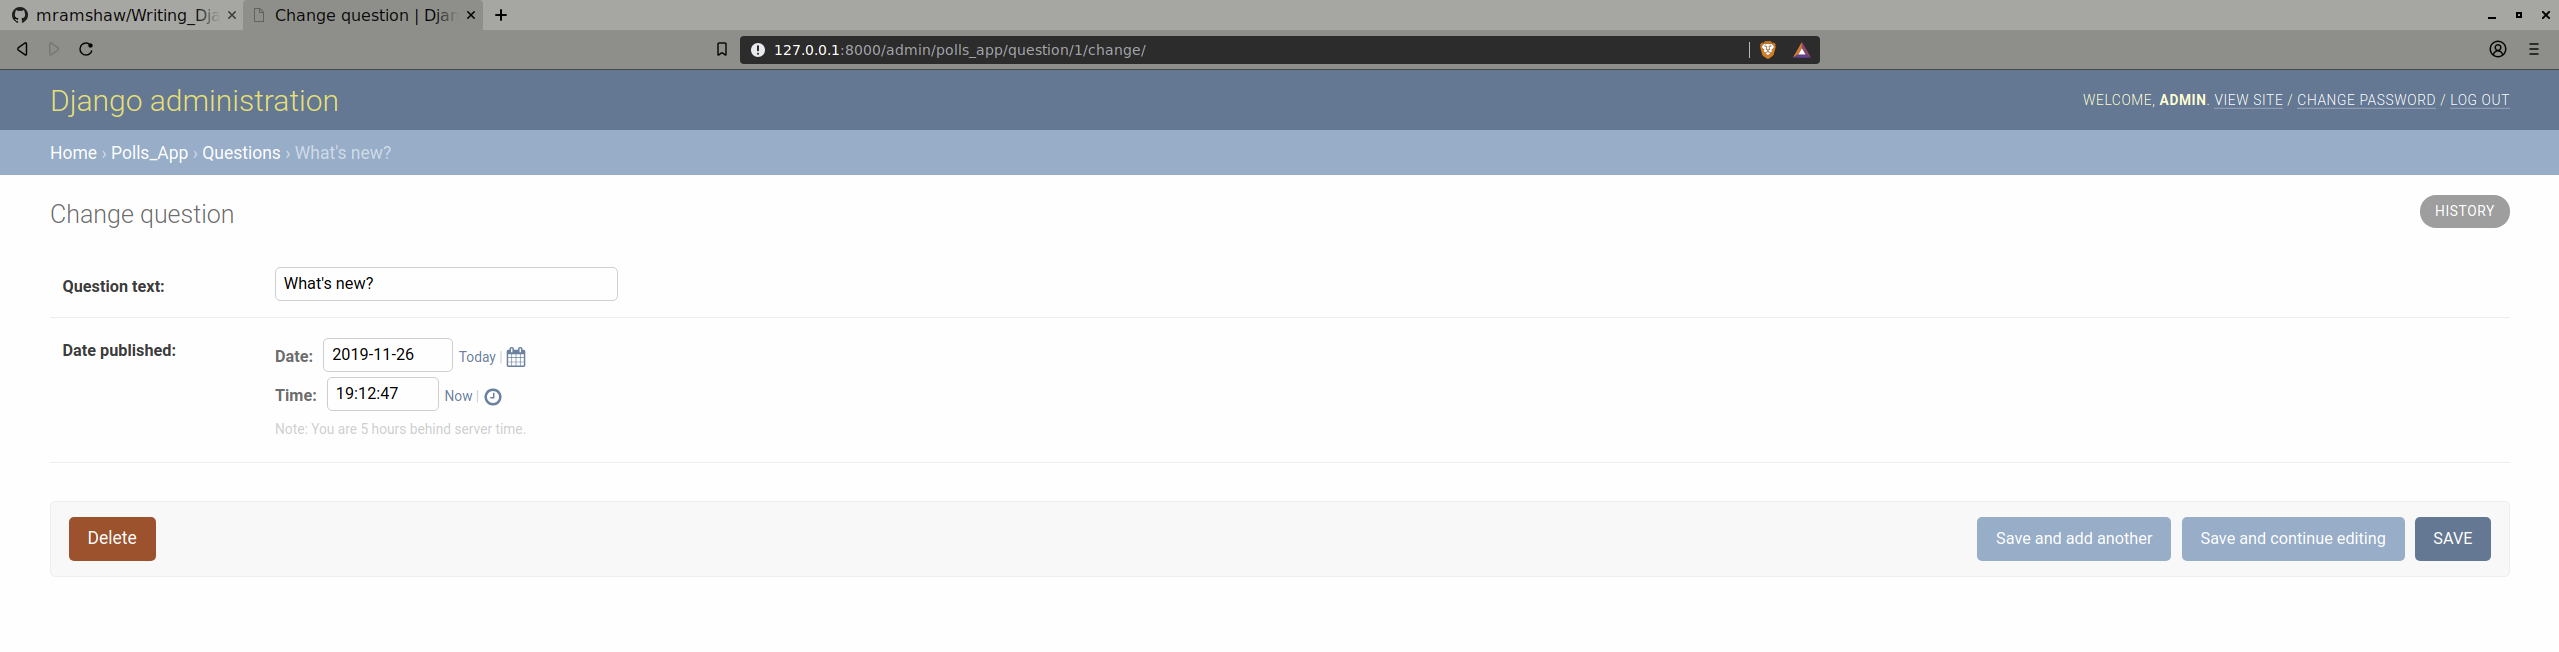 mramshaw/Writing_Dja
Change question | Djan
127.0.0.1:8000/admin/polls_app/question/1/change/
Django administration
WELCOME, ADMIN. VIEW SITE / CHANGE PASSWORD / LOG OUT
Home › Polls_App › Questions › What's new?
Change question
HISTORY
Question text:
What's new?
Date published:
Date: 2019-11-26 Today |
Time: 19:12:47 Now |
Note: You are 5 hours behind server time.
Delete
Save and add another
Save and continue editing
SAVE